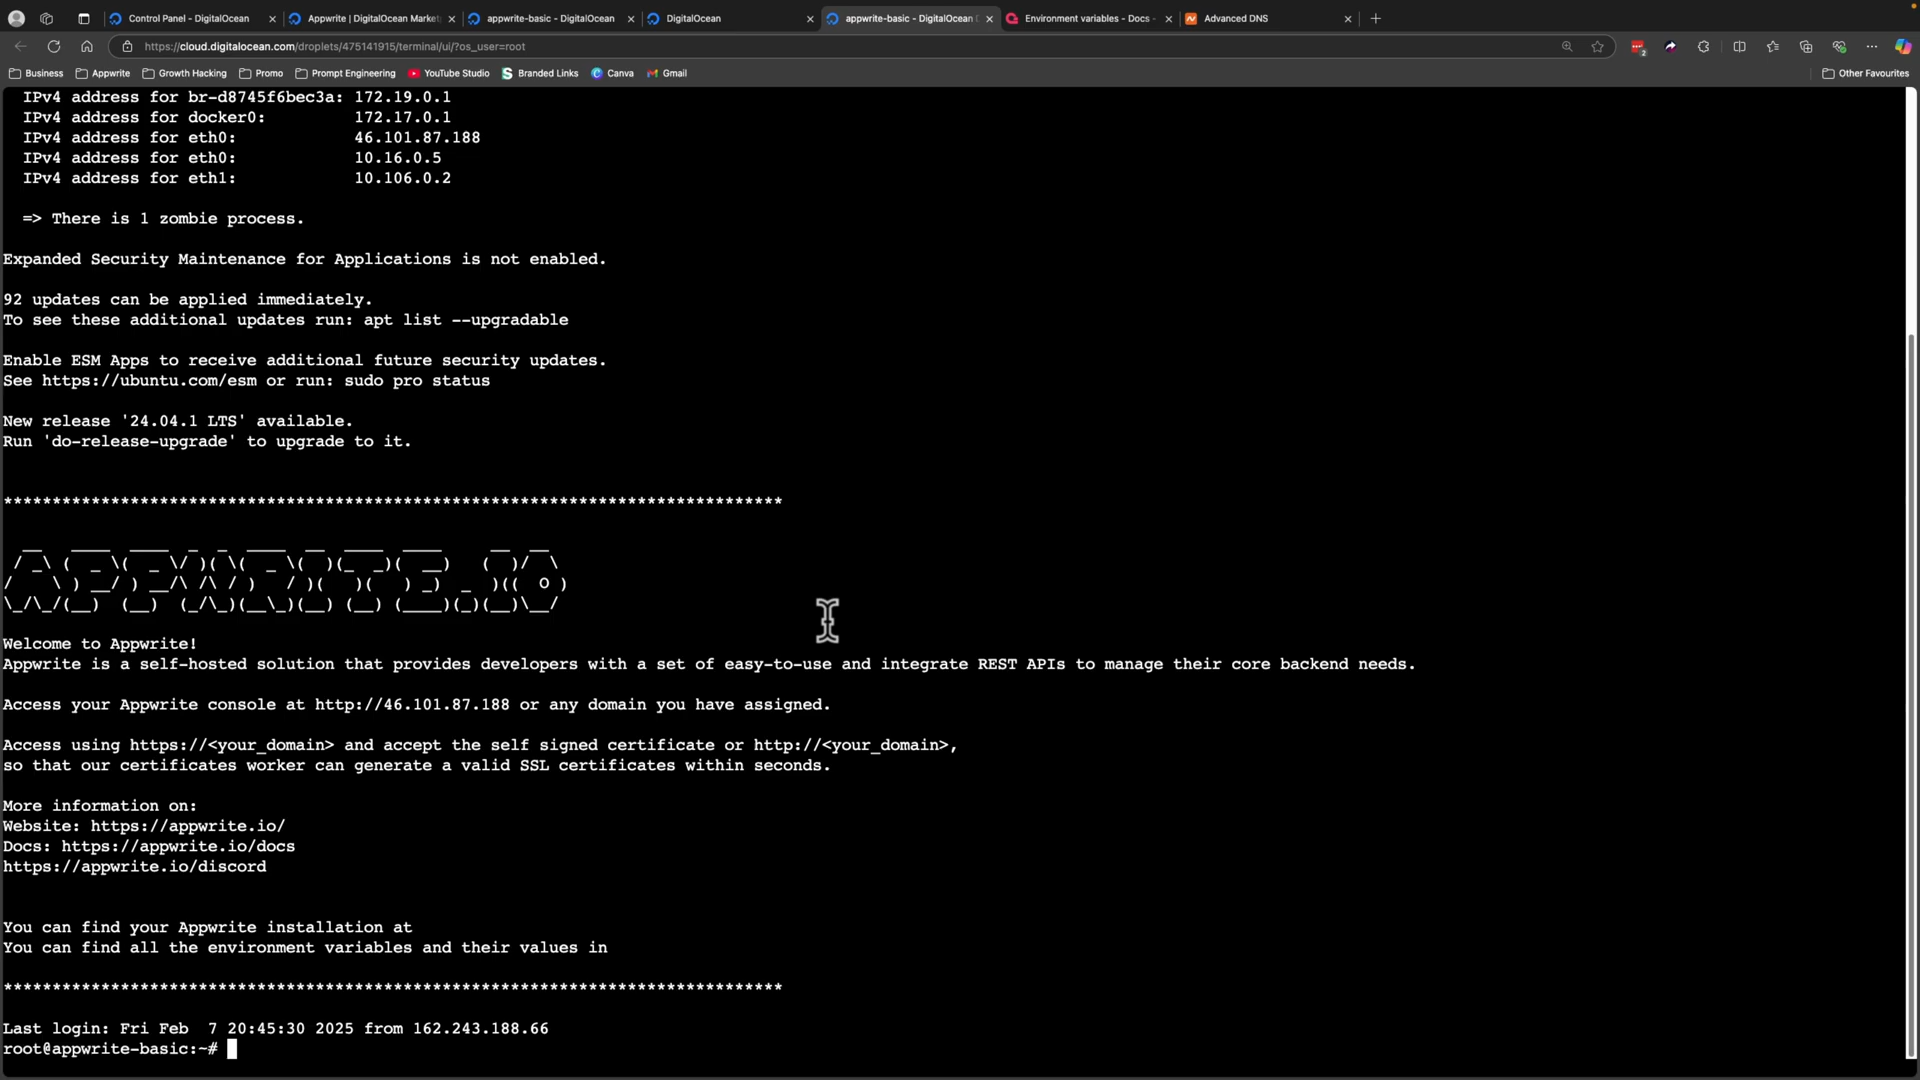 Control Panel - DigitalOcean
Appwrite | DigitalOcean Market
appwrite-basic - DigitalOcean
DigitalOcean
appwrite-basic - DigitalOcean
Environment variables - Docs -
Advanced DNS
https://cloud.digitalocean.com/droplets/475141915/terminal/ui/?os_user=root
2
Business
Appwrite
Growth Hacking
Promo
Prompt Engineering
YouTube Studio
Branded Links
Canva
Gmail
Other Favourites
IPv4 address for br-d8745f6bec3a: 172.19.0.1
IPv4 address for docker0: 172.17.0.1
IPv4 address for eth0: 46.101.87.188
IPv4 address for eth0: 10.16.0.5
IPv4 address for eth1: 10.106.0.2
=> There is 1 zombie process.
Expanded Security Maintenance for Applications is not enabled.
92 updates can be applied immediately.
To see these additional updates run: apt list --upgradable
Enable ESM Apps to receive additional future security updates.
See https://ubuntu.com/esm or run: sudo pro status
New release '24.04.1 LTS' available.
Run 'do-release-upgrade' to upgrade to it.
********************************************************************************
APPWRITE.IO
Welcome to Appwrite!
Appwrite is a self-hosted solution that provides developers with a set of easy-to-use and integrate REST APIs to manage their core backend needs.
Access your Appwrite console at http://46.101.87.188 or any domain you have assigned.
Access using https://<your_domain> and accept the self signed certificate or http://<your_domain>,
so that our certificates worker can generate a valid SSL certificates within seconds.
More information on:
Website: https://appwrite.io/
Docs: https://appwrite.io/docs
https://appwrite.io/discord
You can find your Appwrite installation at
You can find all the environment variables and their values in
********************************************************************************
Last login: Fri Feb  7 20:45:30 2025 from 162.243.188.66
root@appwrite-basic:~#